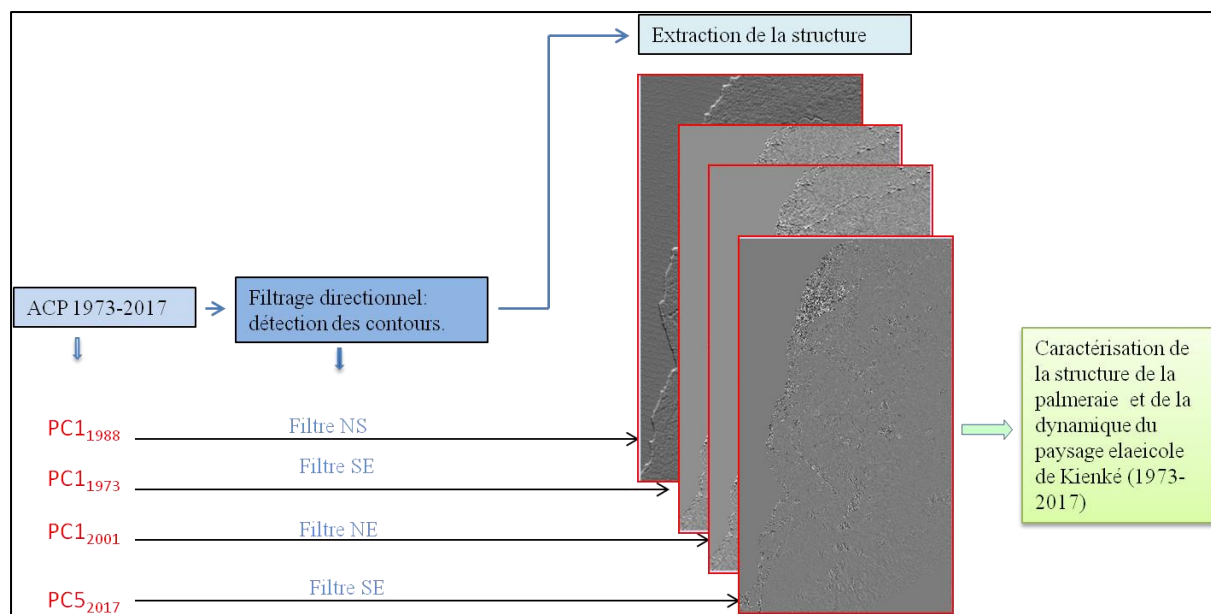 Extraction de la structure
ACP 1973-2017
Filtrage directionnel:
détection des contours.
PC1₁₉₈₈
Filtre NS
PC1₁₉₇₃
Filtre SE
PC1₂₀₀₁
Filtre NE
PC5₂₀₁₇
Filtre SE
Caractérisation de
la structure de la
palmeraie et de la
dynamique du
paysage elaeicole
de Kienké (1973-
2017)